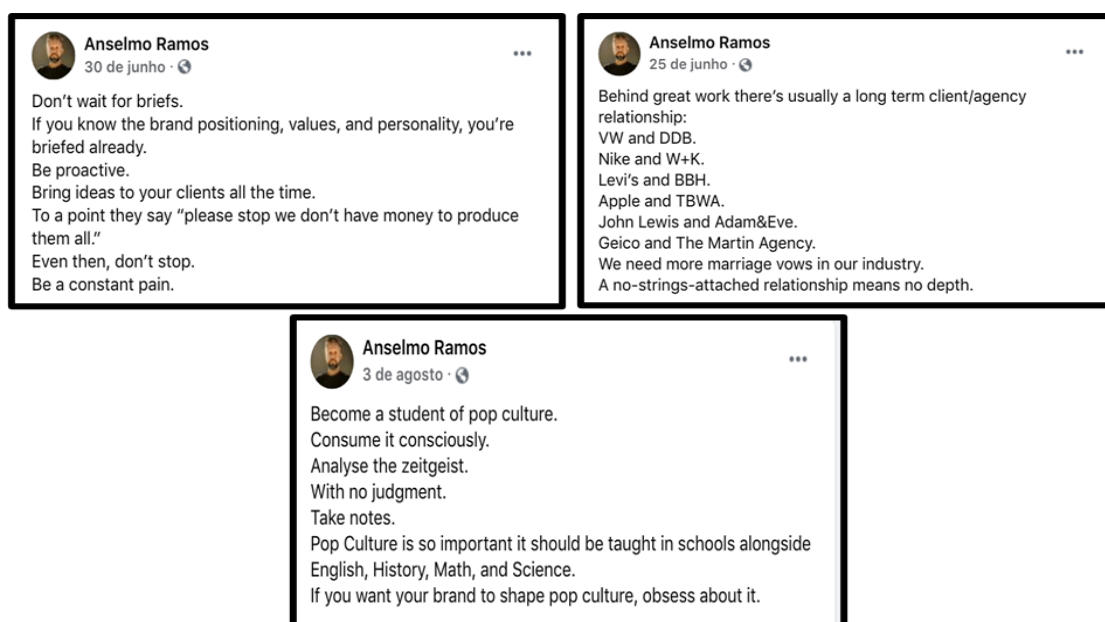 Anselmo Ramos
30 de junho ·
Don’t wait for briefs.
If you know the brand positioning, values, and personality, you’re
briefed already.
Be proactive.
Bring ideas to your clients all the time.
To a point they say “please stop we don’t have money to produce
them all.”
Even then, don’t stop.
Be a constant pain.
Anselmo Ramos
25 de junho ·
Behind great work there’s usually a long term client/agency
relationship:
VW and DDB.
Nike and W+K.
Levi’s and BBH.
Apple and TBWA.
John Lewis and Adam&Eve.
Geico and The Martin Agency.
We need more marriage vows in our industry.
A no-strings-attached relationship means no depth.
Anselmo Ramos
3 de agosto ·
Become a student of pop culture.
Consume it consciously.
Analyse the zeitgeist.
With no judgment.
Take notes.
Pop Culture is so important it should be taught in schools alongside
English, History, Math, and Science.
If you want your brand to shape pop culture, obsess about it.